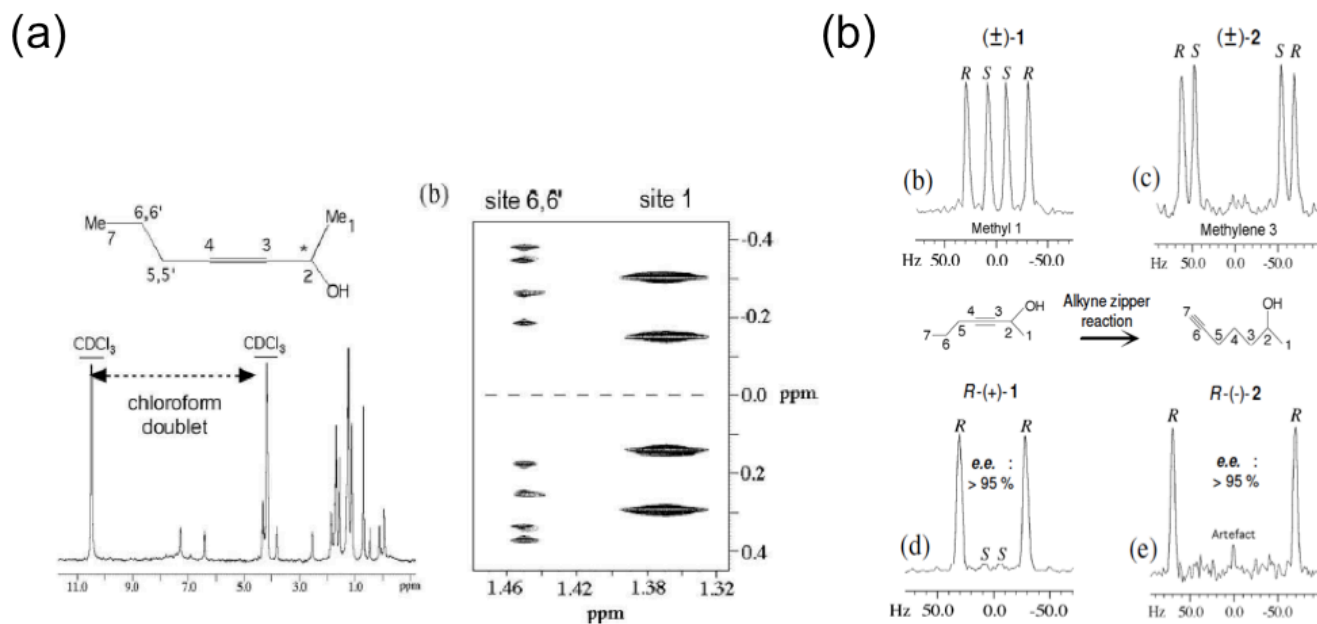 (a)
(b)
(±)-1
(±)-2
R S S R
R S S R
(b)
(c)
Methyl 1
Methylene 3
Hz 50.0 0.0 -50.0
Hz 50.0 0.0 -50.0
Me
7
6,6'
5,5'
4
3
*
2
Me
1
OH
(b)
site 6,6'
site 1
-0.4
-0.2
0.0 ppm
0.2
0.4
1.46 1.42 1.38 1.32
ppm
CDCl3
CDCl3
chloroform
doublet
11.0 9.0 7.0 5.0 3.0 1.0 ppm
7
6
5
4
3
2
1
OH
Alkyne zipper
reaction
7
6
5
4
3
2
1
OH
R-(+)-1
R-(-)-2
R R
R R
e.e. :
> 95 %
e.e. :
> 95 %
Artefact
S S
(d)
(e)
Hz 50.0 0.0 -50.0
Hz 50.0 0.0 -50.0